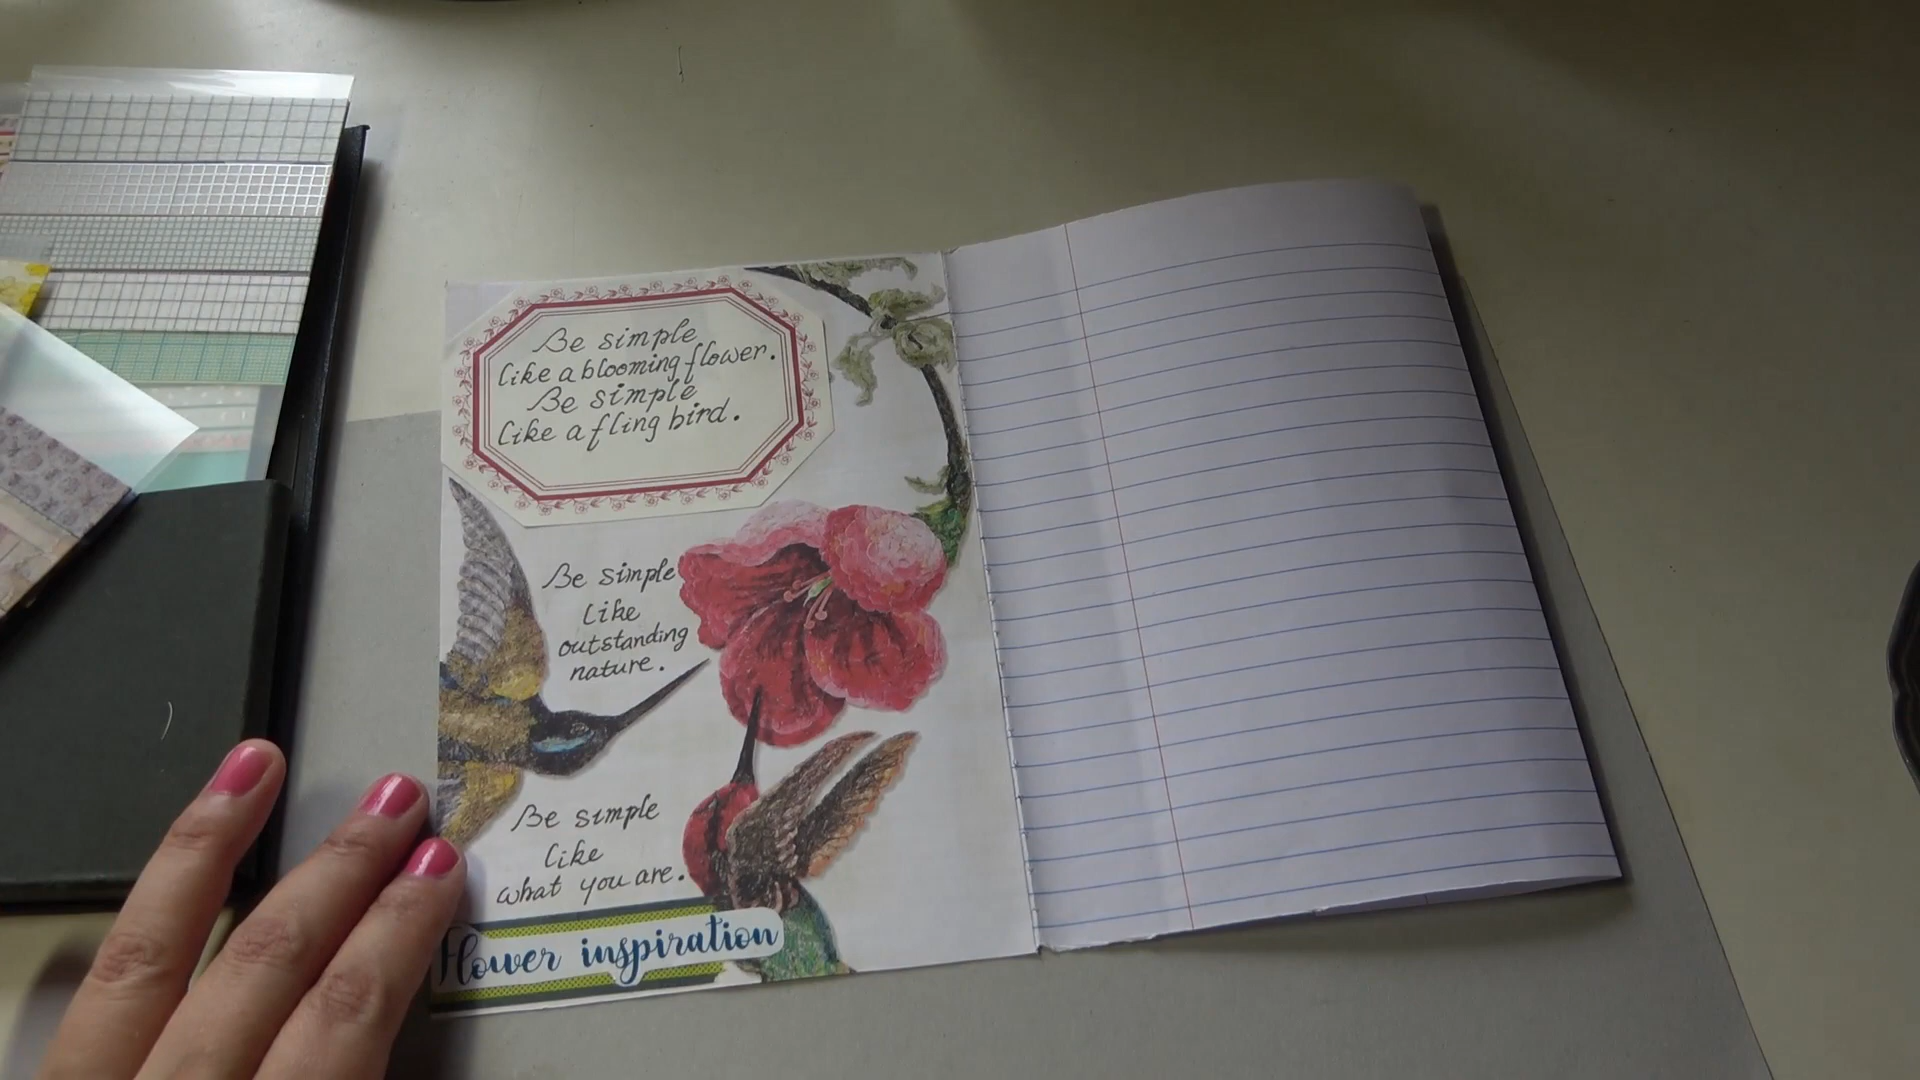 Be simple
like a blooming flower.
Be simple
like a fling bird.
Be simple
like
outstanding
nature.
Be simple
like
what you are.
Flower inspiration